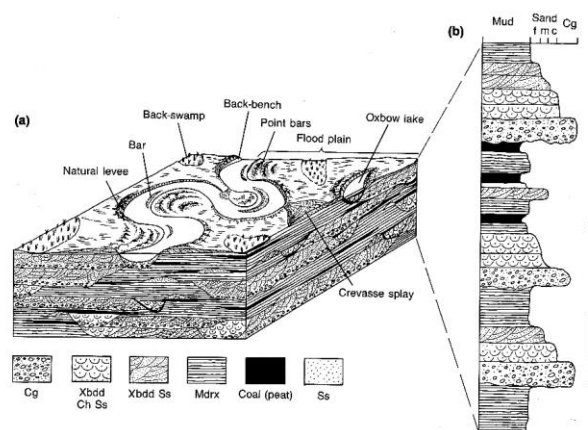 (a)
Back-swamp
Back-bench
Point bars
Flood plain
Oxbow lake
Bar
Natural levee
Crevasse splay
Cg
Xbdd
Ch Ss
Xbdd Ss
Mdrx
Coal (peat)
Ss
(b)
Mud
Sand
f m c
Cg